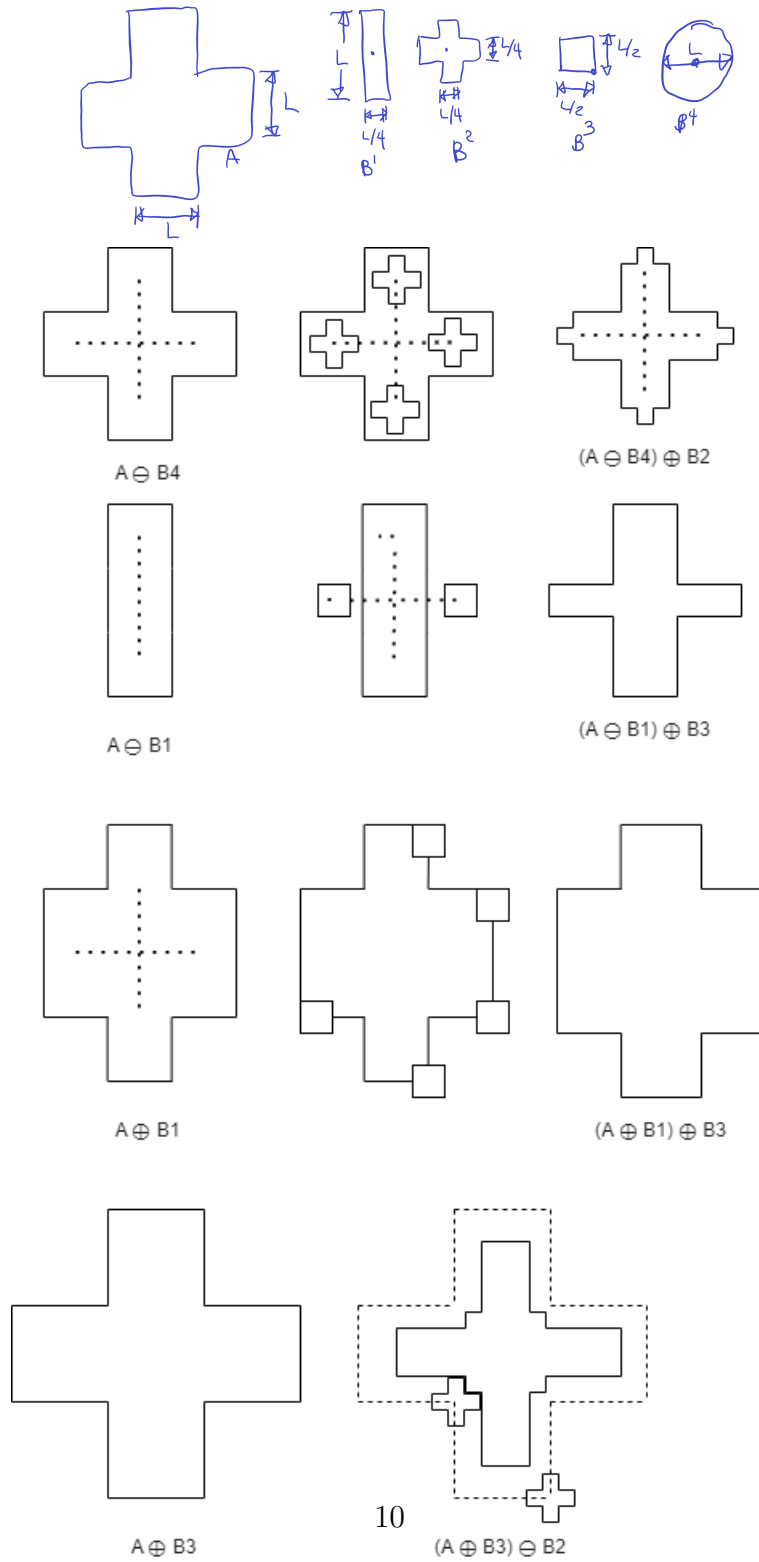 L
L/4
B¹
L/4
L/4
B²
L/2
L/2
B³
L
B⁴
L
A
L
A ⊖ B4
(A ⊖ B4) ⊕ B2
A ⊖ B1
(A ⊖ B1) ⊕ B3
A ⊕ B1
(A ⊕ B1) ⊕ B3
10
A ⊕ B3
(A ⊕ B3) ⊖ B2